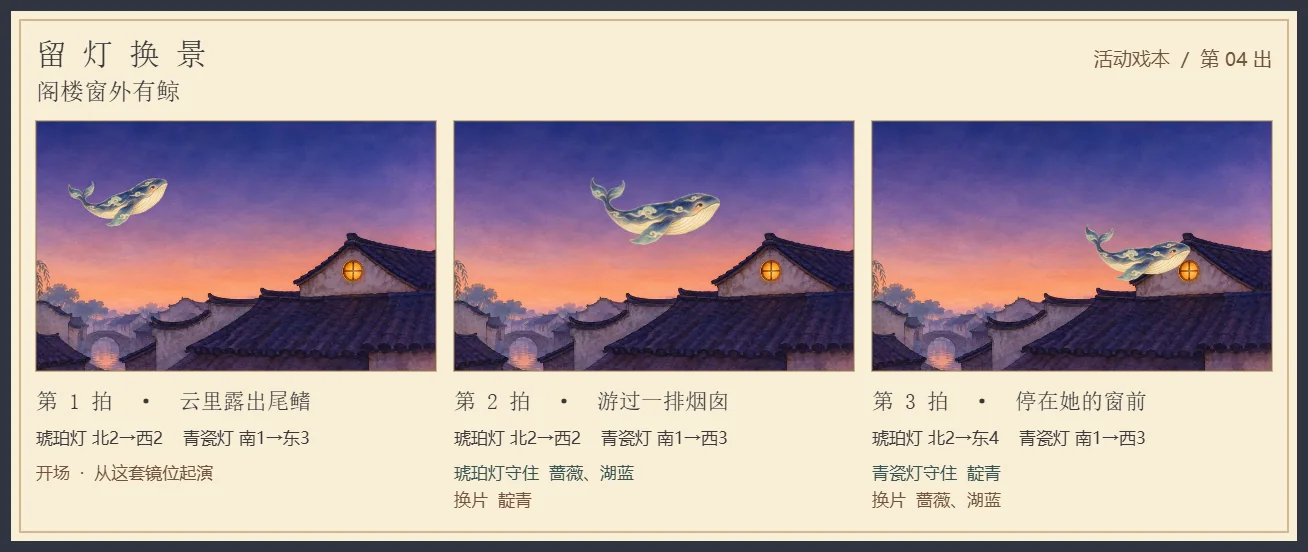 留灯换景
活动戏本 / 第 04 出
阁楼窗外有鲸
第 1 拍 • 云里露出尾鳍
琥珀灯 北2→西2 青瓷灯 南1→东3
开场 · 从这套镜位起演
第 2 拍 • 游过一排烟囱
琥珀灯 北2→西2 青瓷灯 南1→西3
琥珀灯守住 蔷薇、湖蓝
换片 靛青
第 3 拍 • 停在她的窗前
琥珀灯 北2→东4 青瓷灯 南1→西3
青瓷灯守住 靛青
换片 蔷薇、湖蓝